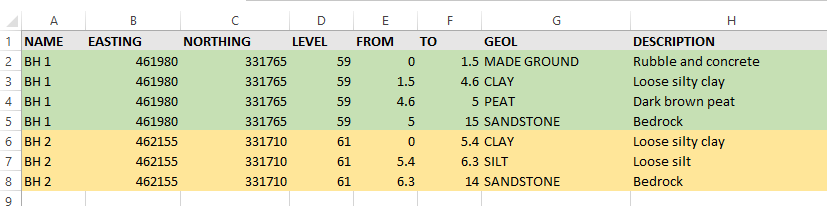 A B C D E F G H
1 NAME EASTING NORTHING LEVEL FROM TO GEOL DESCRIPTION
2 BH 1 461980 331765 59 0 1.5 MADE GROUND Rubble and concrete
3 BH 1 461980 331765 59 1.5 4.6 CLAY Loose silty clay
4 BH 1 461980 331765 59 4.6 5 PEAT Dark brown peat
5 BH 1 461980 331765 59 5 15 SANDSTONE Bedrock
6 BH 2 462155 331710 61 0 5.4 CLAY Loose silty clay
7 BH 2 462155 331710 61 5.4 6.3 SILT Loose silt
8 BH 2 462155 331710 61 6.3 14 SANDSTONE Bedrock
9